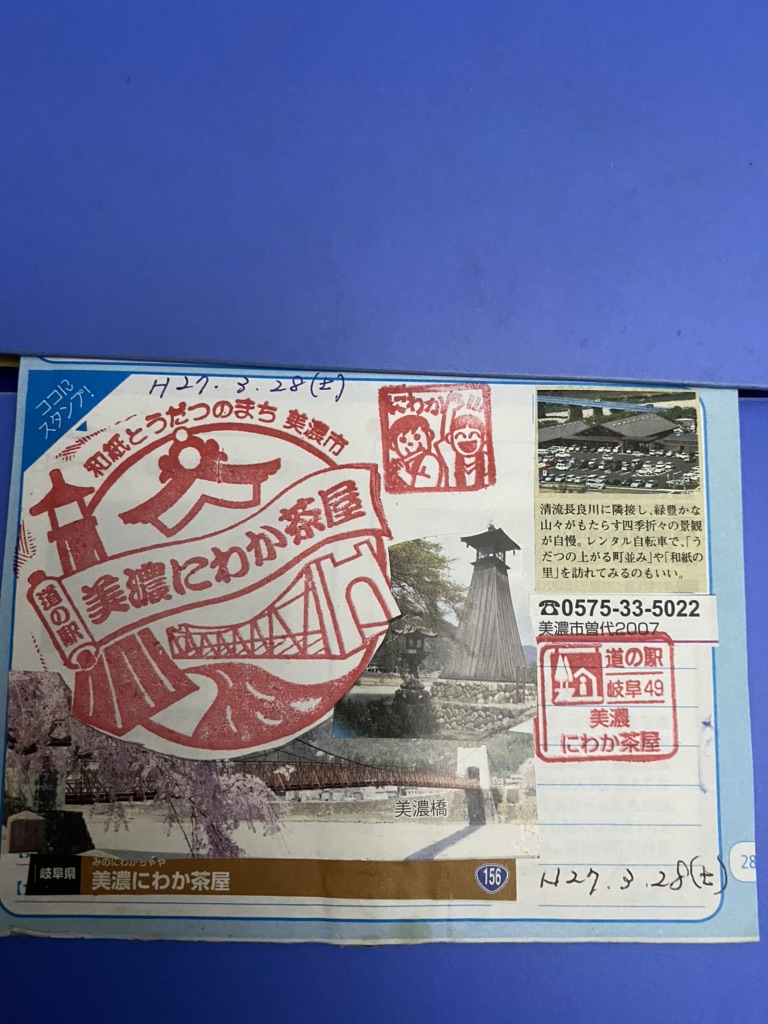 ココに
スタンプ!
H27.3.28(土)
和紙とうだつのまち 美濃市
美濃にわか茶屋
道の駅
にわか
清流長良川に隣接し、緑豊かな
山々がもたらす四季折々の景観
が自慢。レンタル自転車で、「う
だつの上がる町並み」や「和紙の
里」を訪れてみるのもいい。
☎0575-33-5022
美濃市曽代2007
道の駅
岐阜49
美濃
にわか茶屋
美濃橋
岐阜県
みのにわかちゃや
美濃にわか茶屋
156
H27.3.28(土)
28